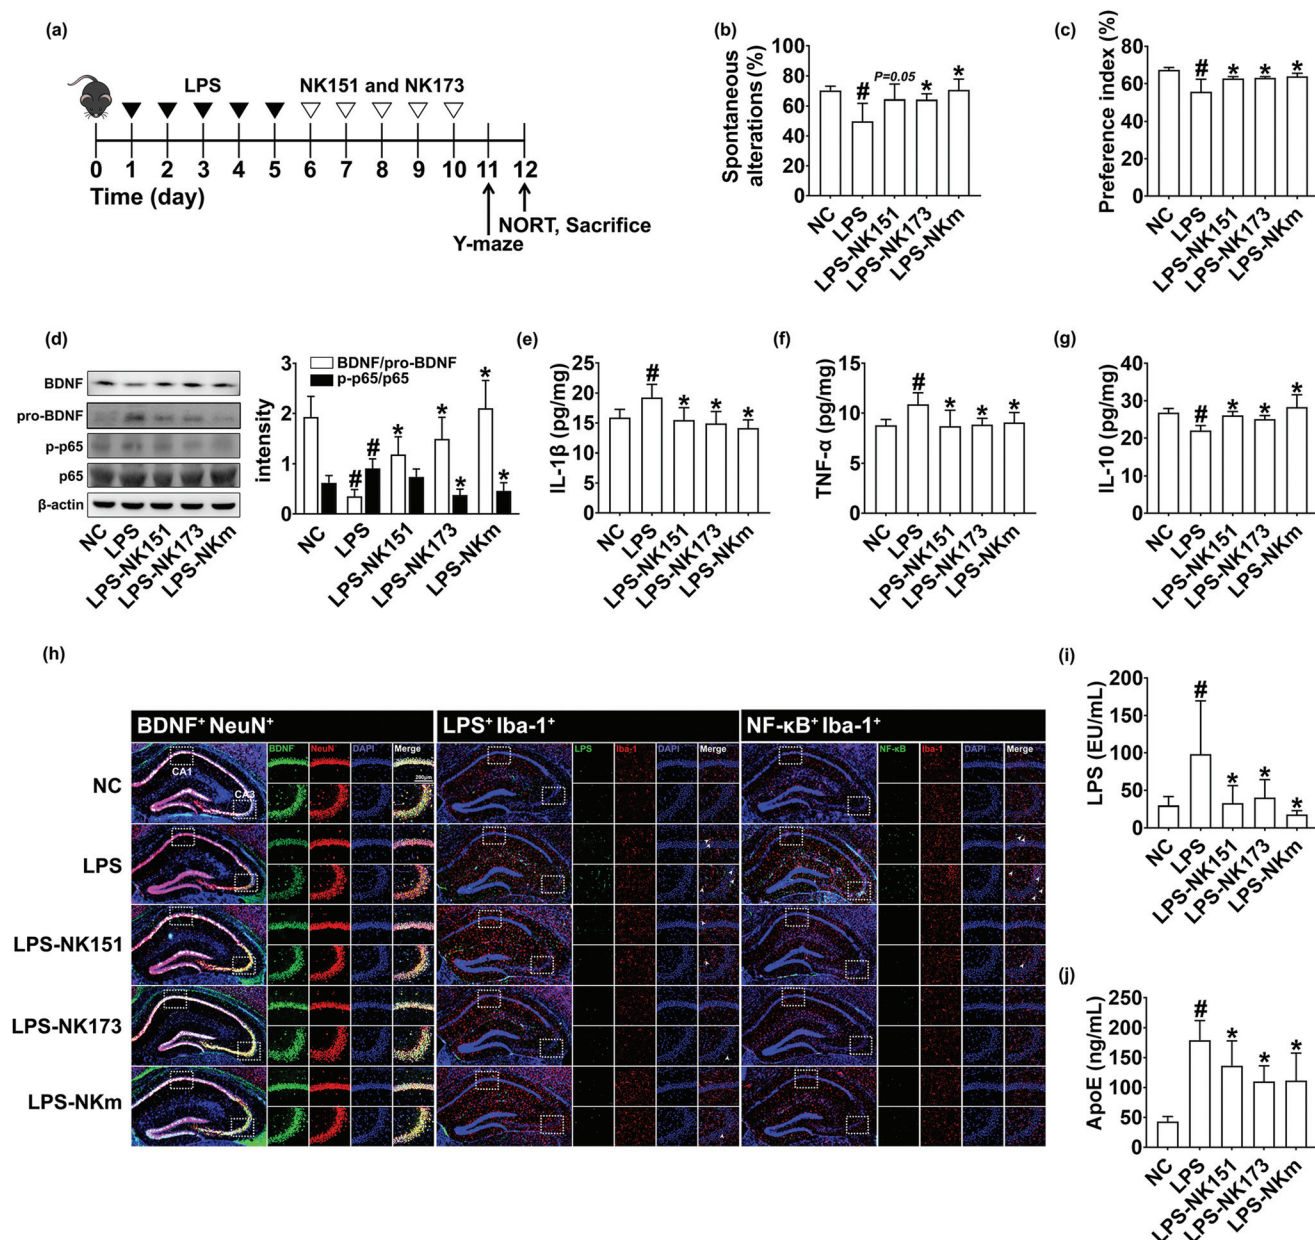 (a)
LPS
NK151 and NK173
0 1 2 3 4 5 6 7 8 9 10 11 12
Time (day)
NORT, Sacrifice
Y-maze
(b)
Spontaneous
alterations (%)
100
80
60
40
20
0
#
P=0.05
*
*
NC
LPS
LPS-NK151
LPS-NK173
LPS-NKm
(c)
Preference index (%)
80
60
40
20
0
#
*
*
*
NC
LPS
LPS-NK151
LPS-NK173
LPS-NKm
(d)
BDNF
pro-BDNF
p-p65
p65
β-actin
NC
LPS
LPS-NK151
LPS-NK173
LPS-NKm
intensity
3
2
1
0
BDNF/pro-BDNF
p-p65/p65
#
#
*
*
*
*
*
NC
LPS
LPS-NK151
LPS-NK173
LPS-NKm
(e)
IL-1β (pg/mg)
25
20
15
10
5
0
#
*
*
*
NC
LPS
LPS-NK151
LPS-NK173
LPS-NKm
(f)
TNF-α (pg/mg)
15
10
5
0
#
*
*
*
NC
LPS
LPS-NK151
LPS-NK173
LPS-NKm
(g)
IL-10 (pg/mg)
40
30
20
10
0
#
*
*
*
NC
LPS
LPS-NK151
LPS-NK173
LPS-NKm
(h)
BDNF⁺ NeuN⁺
LPS⁺ Iba-1⁺
NF-κB⁺ Iba-1⁺
BDNF NeuN DAPI Merge
LPS Iba-1 DAPI Merge
NF-κB Iba-1 DAPI Merge
CA1
CA3
200μm
NC
LPS
LPS-NK151
LPS-NK173
LPS-NKm
(i)
LPS (EU/mL)
200
150
100
50
0
#
*
*
*
NC
LPS
LPS-NK151
LPS-NK173
LPS-NKm
(j)
ApoE (ng/mL)
250
200
150
100
50
0
#
*
*
*
NC
LPS
LPS-NK151
LPS-NK173
LPS-NKm